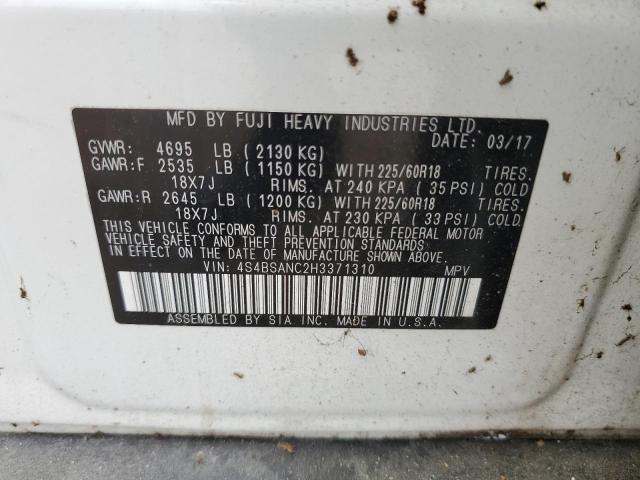 MFD BY FUJI HEAVY INDUSTRIES LTD.
DATE: 03/17
GVWR: 4695 LB (2130 KG)
GAWR:F 2535 LB (1150 KG) WITH 225/60R18 TIRES.
18X7J RIMS. AT 240 KPA (35 PSI) COLD
GAWR:R 2645 LB (1200 KG) WITH 225/60R18 TIRES.
18X7J RIMS. AT 230 KPA (33 PSI) COLD.
THIS VEHICLE CONFORMS TO ALL APPLICABLE FEDERAL MOTOR
VEHICLE SAFETY AND THEFT PREVENTION STANDARDS
IN EFFECT ON THE DATE OF MANUFACTURE SHOWN ABOVE.
VIN: 4S4BSANC2H3371310 MPV
ASSEMBLED BY SIA INC. MADE IN U.S.A.